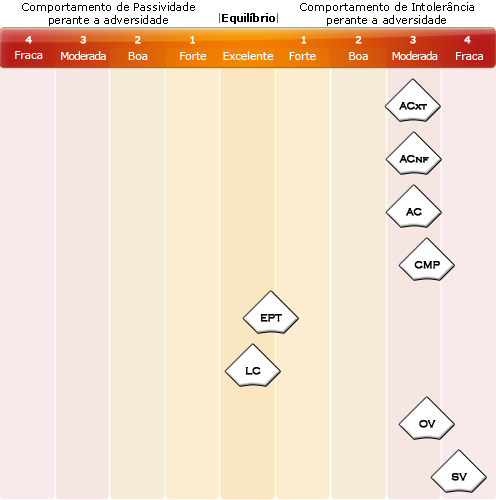 Comportamento de Passividade
perante a adversidade
|Equilíbrio|
Comportamento de Intolerância
perante a adversidade
4 3 2 1 1 2 3 4
Fraca Moderada Boa Forte Excelente Forte Boa Moderada Fraca
ACXT
ACNF
AC
CMP
EPT
LC
OV
SV